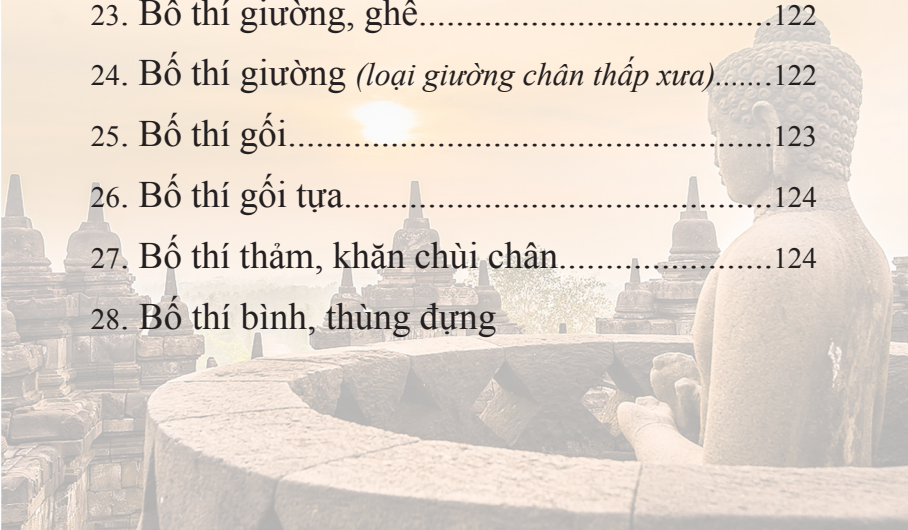 23. Bố thí giường, ghế......................................122
24. Bố thí giường (loại giường chân thấp xưa).......122
25. Bố thí gối.....................................................123
26. Bố thí gối tựa...............................................124
27. Bố thí thảm, khăn chùi chân.......................124
28. Bố thí bình, thùng đựng